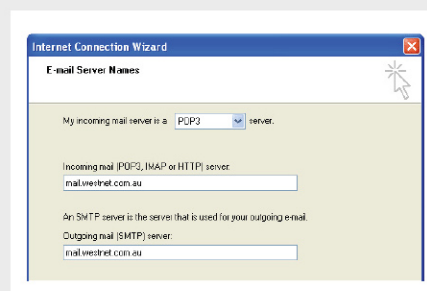 Internet Connection Wizard
E-mail Server Names
My incoming mail server is a POP3 server.
Incoming mail (POP3, IMAP or HTTP) server:
mail.westnet.com.au
An SMTP server is the server that is used for your outgoing e-mail.
Outgoing mail (SMTP) server:
mail.westnet.com.au